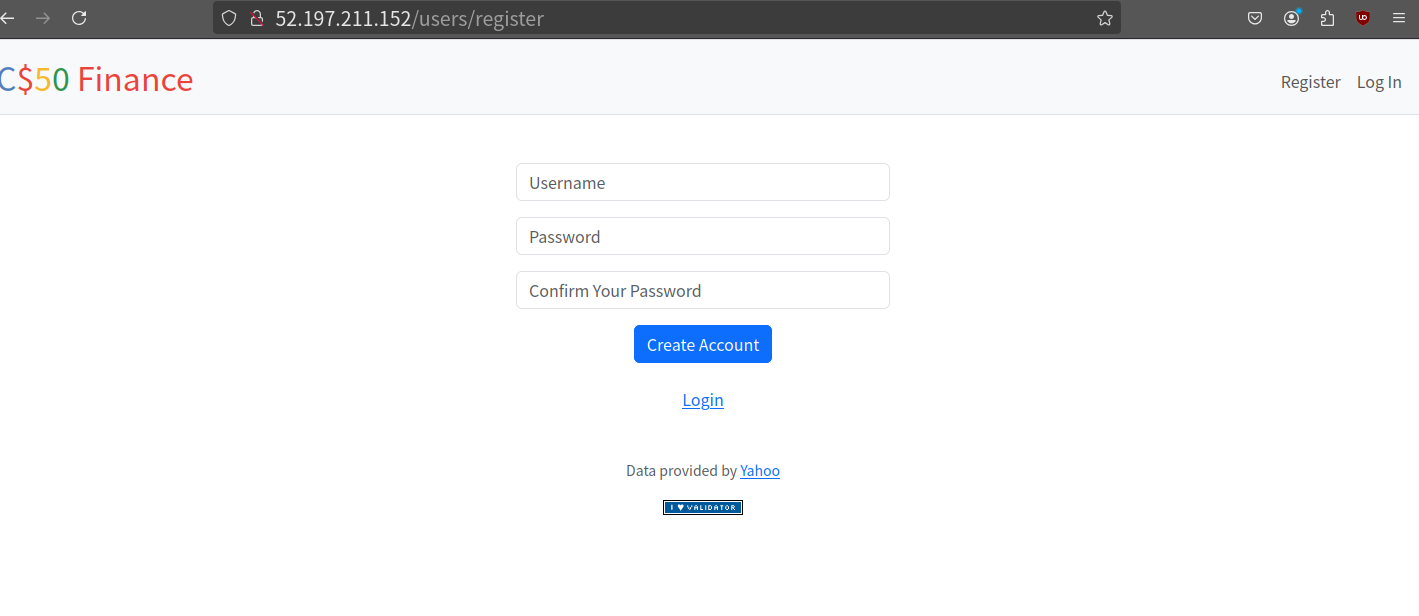 52.197.211.152/users/register
C$50 Finance
Register Log In
Username
Password
Confirm Your Password
Create Account
Login
Data provided by Yahoo
I ♥ VALIDATOR